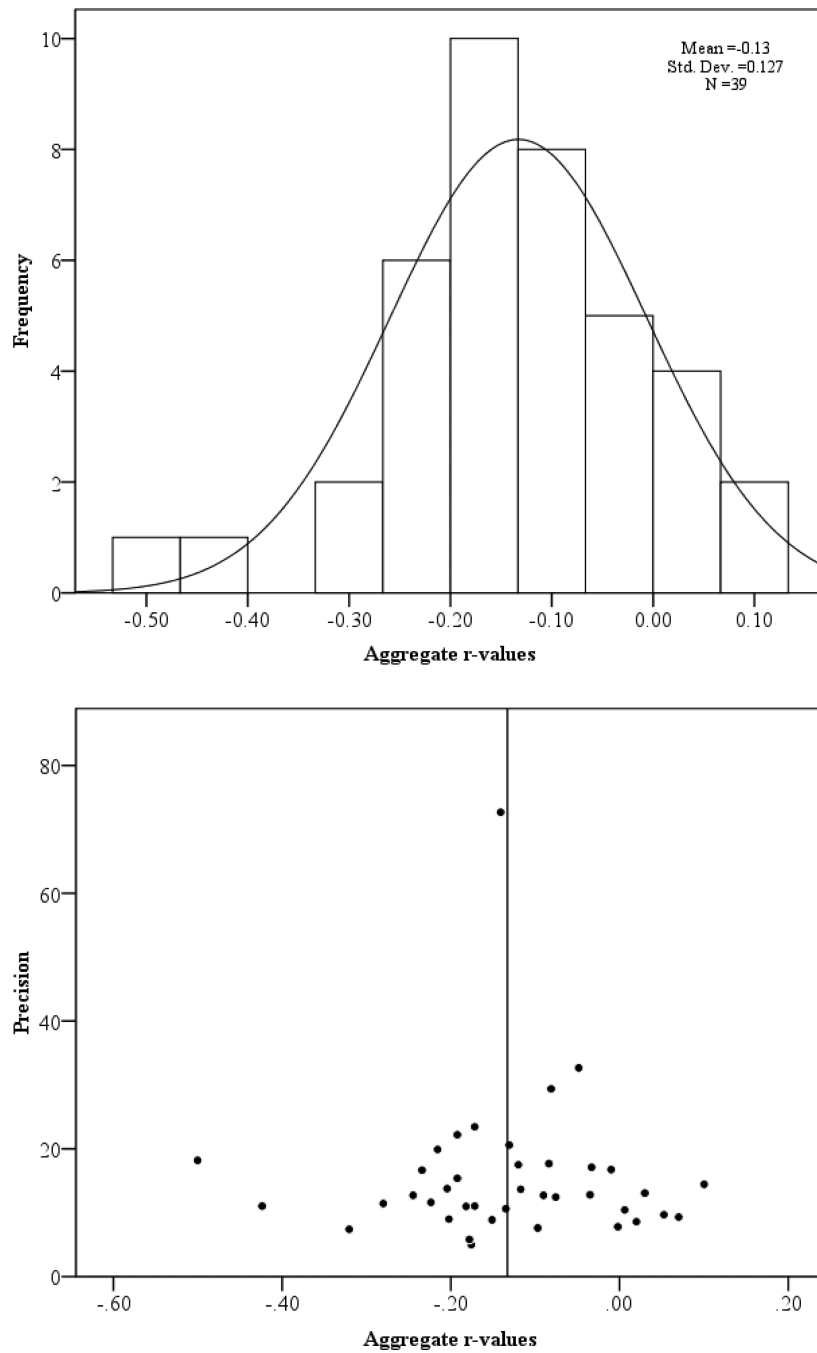 Mean =-0.13
Std. Dev. =0.127
N =39
10
8
6
4
2
0
Frequency
-0.50 -0.40 -0.30 -0.20 -0.10 0.00 0.10
Aggregate r-values
80
60
40
20
0
Precision
-.60 -.40 -.20 .00 .20
Aggregate r-values